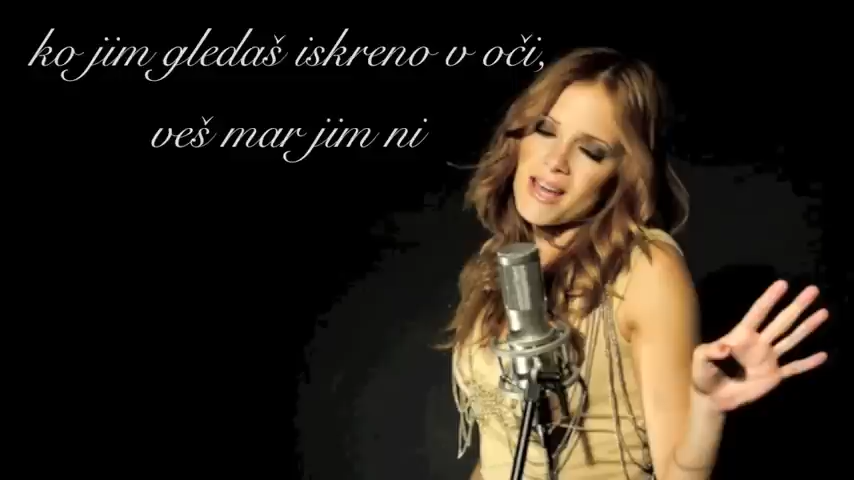 ko jim gledaš iskreno v oči,
veš mar jim ni